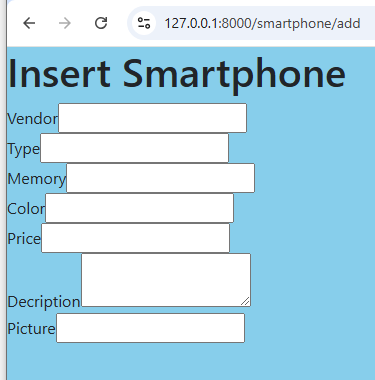 127.0.0.1:8000/smartphone/add
Insert Smartphone
Vendor
Type
Memory
Color
Price
Decription
Picture